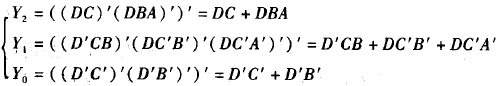 Y₂ = ((DC)′(DBA)′)′ = DC + DBA
Y₁ = ((D′CB)′(DC′B′)′(DC′A′)′)′ = D′CB + DC′B′ + DC′A′
Y₀ = ((D′C′)′(D′B′)′)′ = D′C′ + D′B′